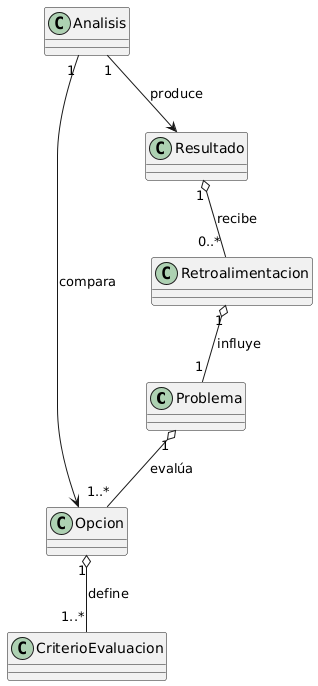 C Analisis
1 1
produce
C Resultado
1
recibe
0..*
compara
C Retroalimentacion
1
influye
1
C Problema
1
evalúa
1..*
C Opcion
1
define
1..*
C CriterioEvaluacion